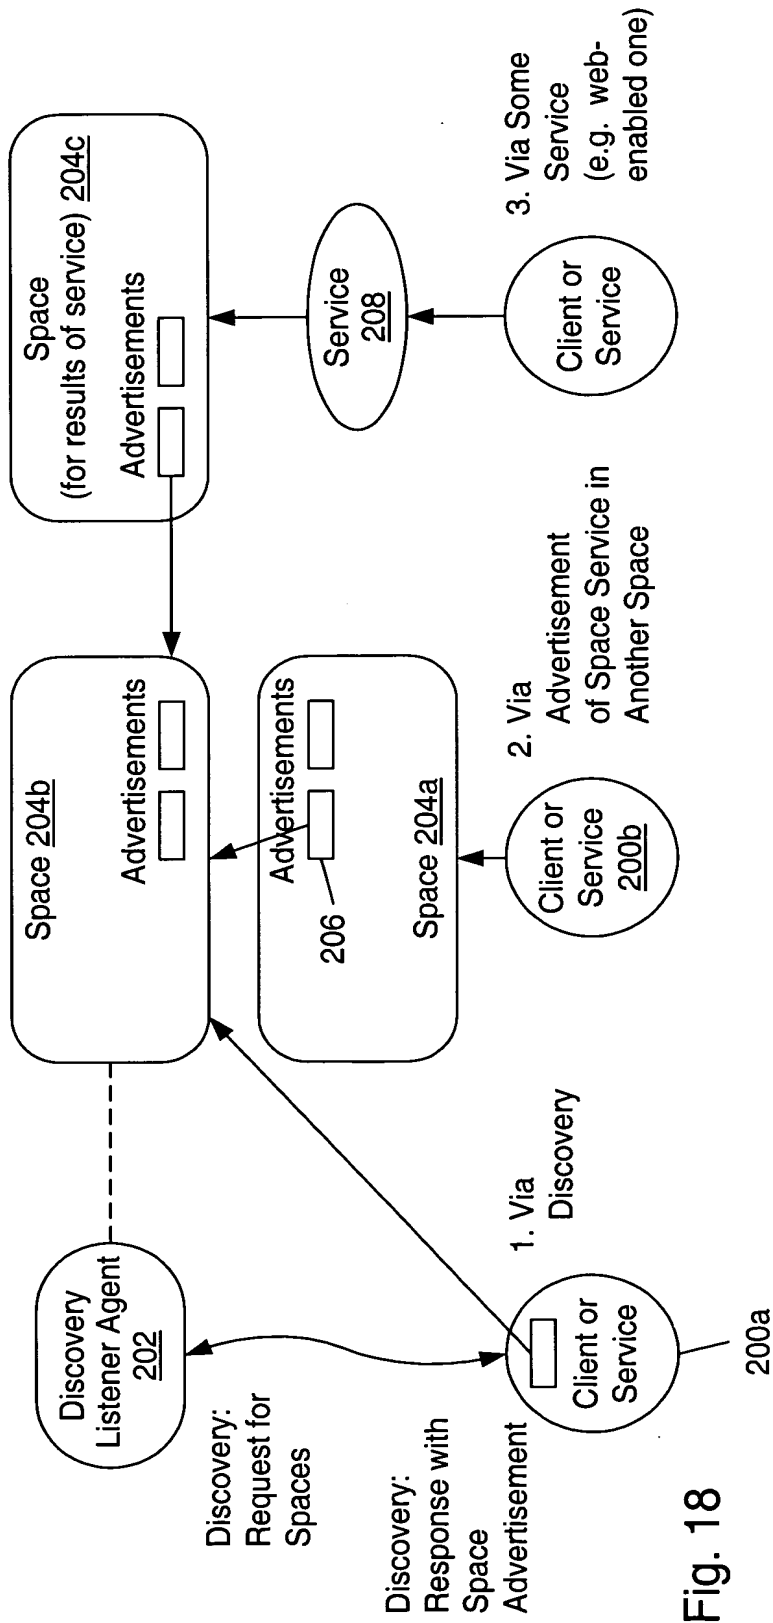 Discovery
Listener Agent
202
Discovery:
Request for
Spaces
Discovery:
Response with
Space
Advertisement
Client or
Service
200a
1. Via
Discovery
Space 204b
Advertisements
Advertisements
206
Space 204a
Client or
Service
200b
2. Via
Advertisement
of Space Service in
Another Space
Space
(for results of service) 204c
Advertisements
Service
208
Client or
Service
3. Via Some
Service
(e.g. web-
enabled one)
Fig. 18